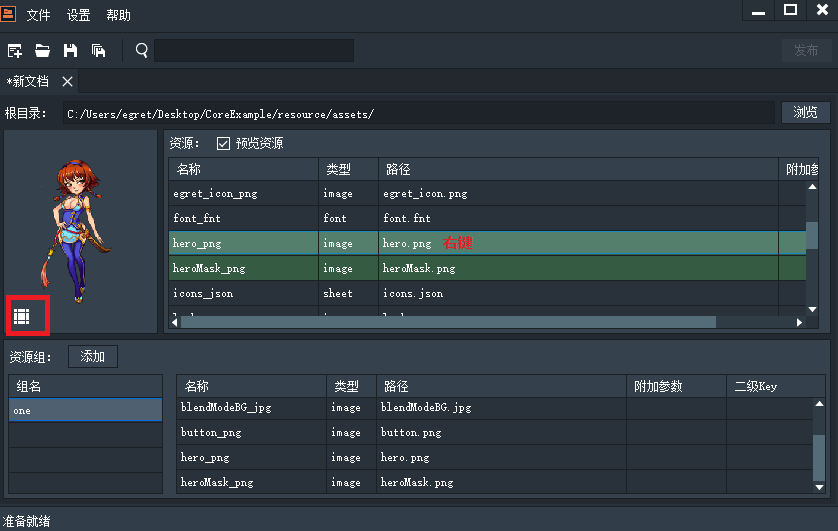 文件 设置 帮助
发布
*新文档
根目录： C:/Users/egret/Desktop/CoreExample/resource/assets/ 浏览
资源： 预览资源
名称 类型 路径 附加参
egret_icon_png image egret_icon.png
font_fnt font font.fnt
hero_png image hero.png 右键
heroMask_png image heroMask.png
icons_json sheet icons.json
资源组： 添加
组名 名称 类型 路径 附加参数 二级Key
one blendModeBG_jpg image blendModeBG.jpg
button_png image button.png
hero_png image hero.png
heroMask_png image heroMask.png
准备就绪